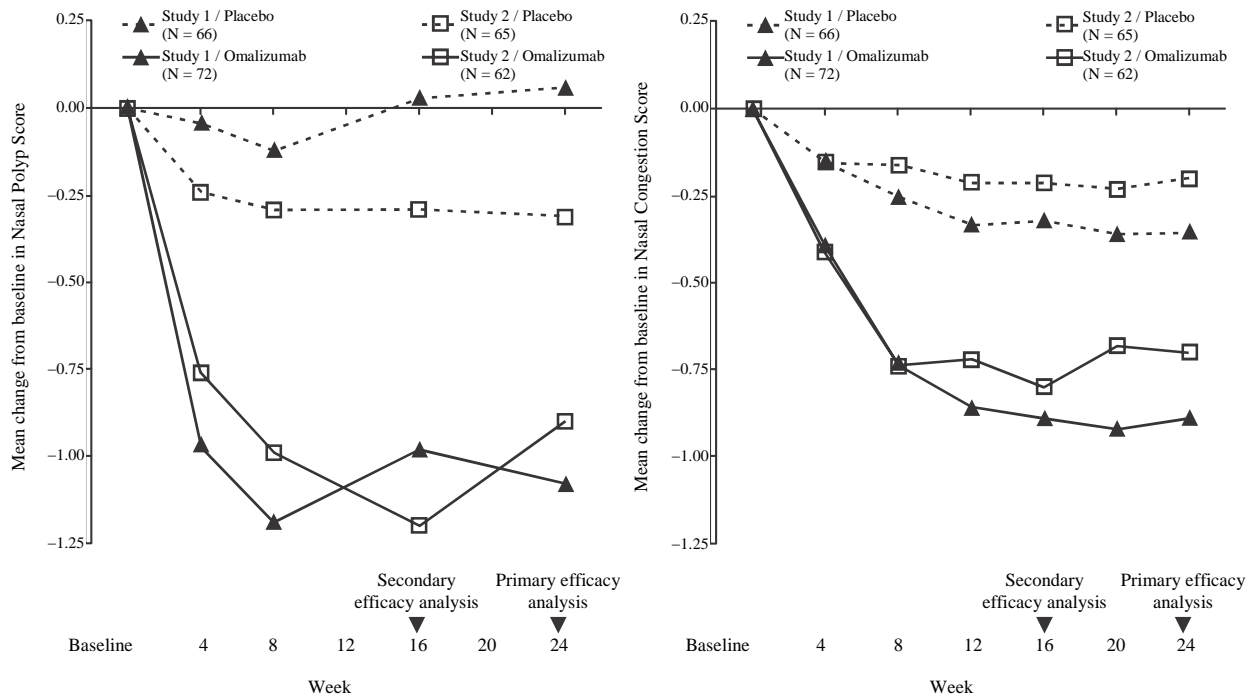 Study 1 / Placebo
(N = 66)
Study 2 / Placebo
(N = 65)
Study 1 / Omalizumab
(N = 72)
Study 2 / Omalizumab
(N = 62)
Mean change from baseline in Nasal Polyp Score
0.25
0.00
−0.25
−0.50
−0.75
−1.00
−1.25
Secondary
efficacy analysis
Primary efficacy
analysis
Baseline 4 8 12 16 20 24
Week
Study 1 / Placebo
(N = 66)
Study 2 / Placebo
(N = 65)
Study 1 / Omalizumab
(N = 72)
Study 2 / Omalizumab
(N = 62)
Mean change from baseline in Nasal Congestion Score
0.25
0.00
−0.25
−0.50
−0.75
−1.00
−1.25
Secondary
efficacy analysis
Primary efficacy
analysis
Baseline 4 8 12 16 20 24
Week